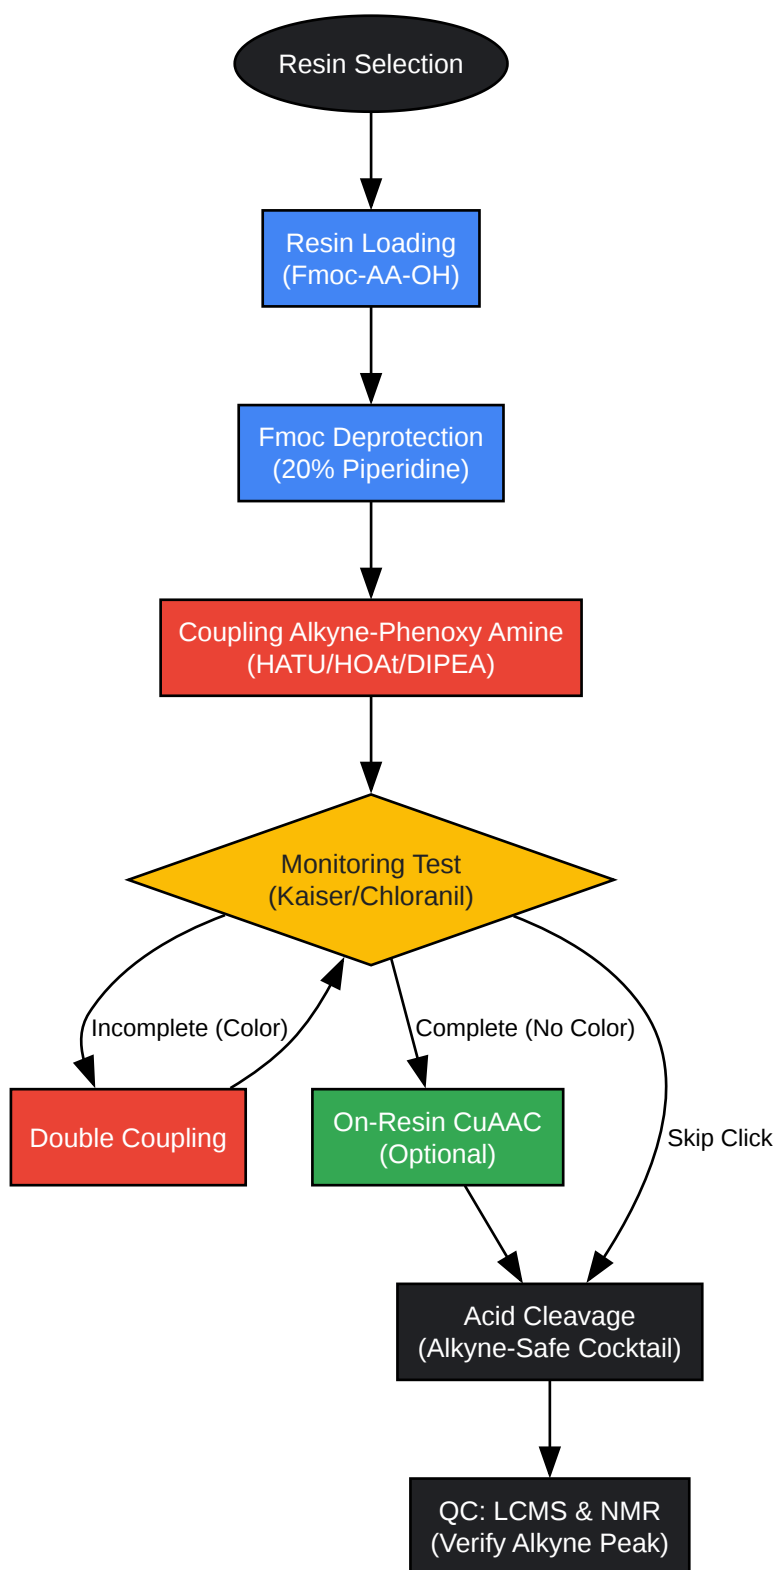 Resin Selection
Resin Loading
(Fmoc-AA-OH)
Fmoc Deprotection
(20% Piperidine)
Coupling Alkyne-Phenoxy Amine
(HATU/HOAt/DIPEA)
Monitoring Test
(Kaiser/Chloranil)
Incomplete (Color)
Complete (No Color)
Double Coupling
On-Resin CuAAC
(Optional)
Skip Click
Acid Cleavage
(Alkyne-Safe Cocktail)
QC: LCMS & NMR
(Verify Alkyne Peak)